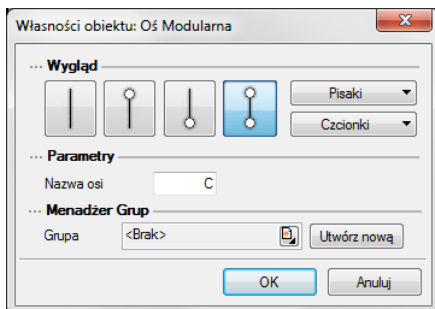 Własności obiektu: Oś Modularna
Wygląd
Pisaki
Czcionki
Parametry
Nazwa osi C
Menadżer Grup
Grupa <Brak> Utwórz nową
OK Anuluj